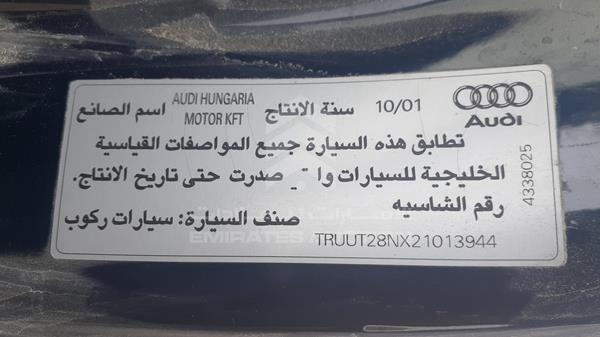 اسم الصانع AUDI HUNGARIA MOTOR KFT سنة الانتاج 10/01
Audi
تطابق هذه السيارة جميع المواصفات القياسية
الخليجية للسيارات صدرت حتى تاريخ الانتاج.
رقم الشاسيه
صنف السيارة: سيارات ركوب
TRUUT28NX21013944
4338025
EMIRATES